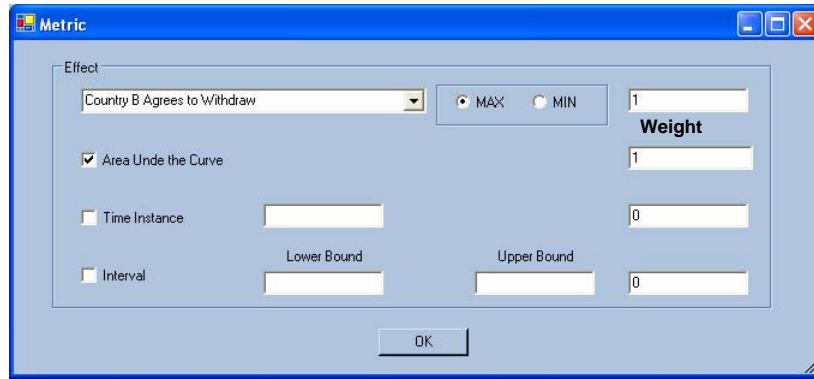 Metric
Effect
Country B Agrees to Withdraw
MAX
MIN
1
Weight
Area Unde the Curve
1
Time Instance
0
Lower Bound
Upper Bound
Interval
0
OK